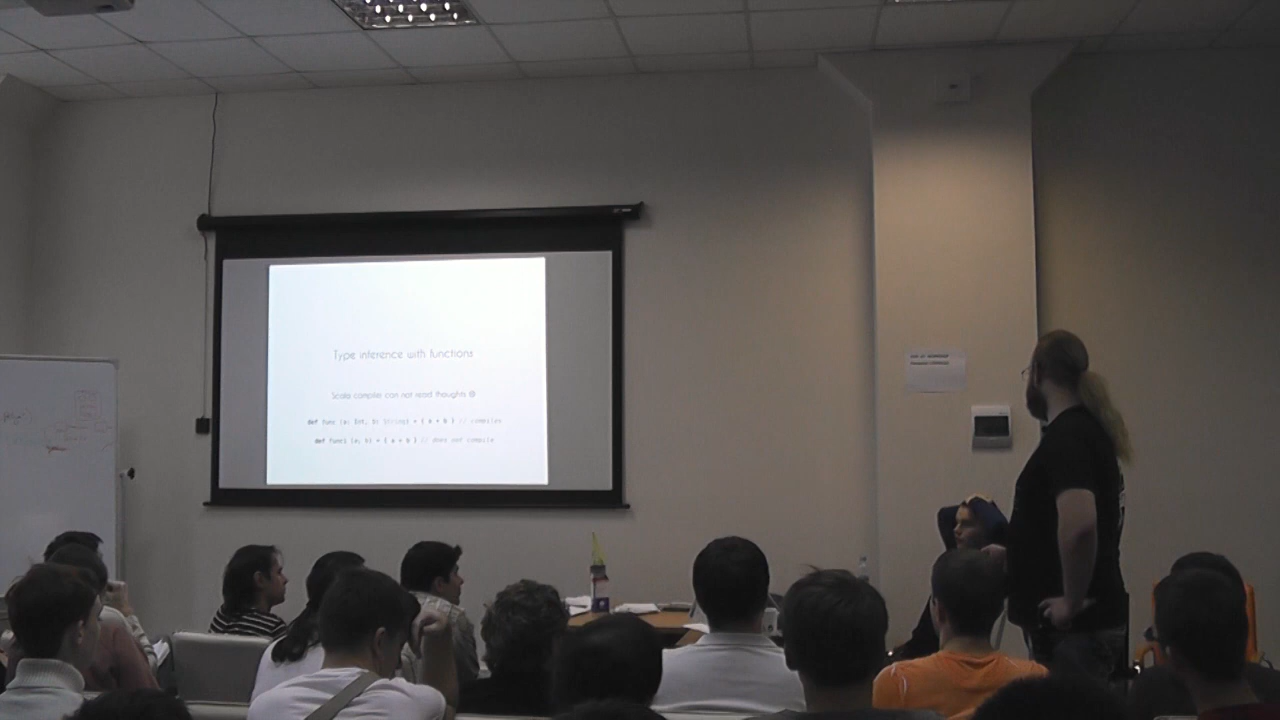 Type inference with functions
Scala compiler can not read thoughts ☹
def func (a: Int, b: String) = { a + b } // compiles
def func1 (a, b) = { a + b } // does not compile